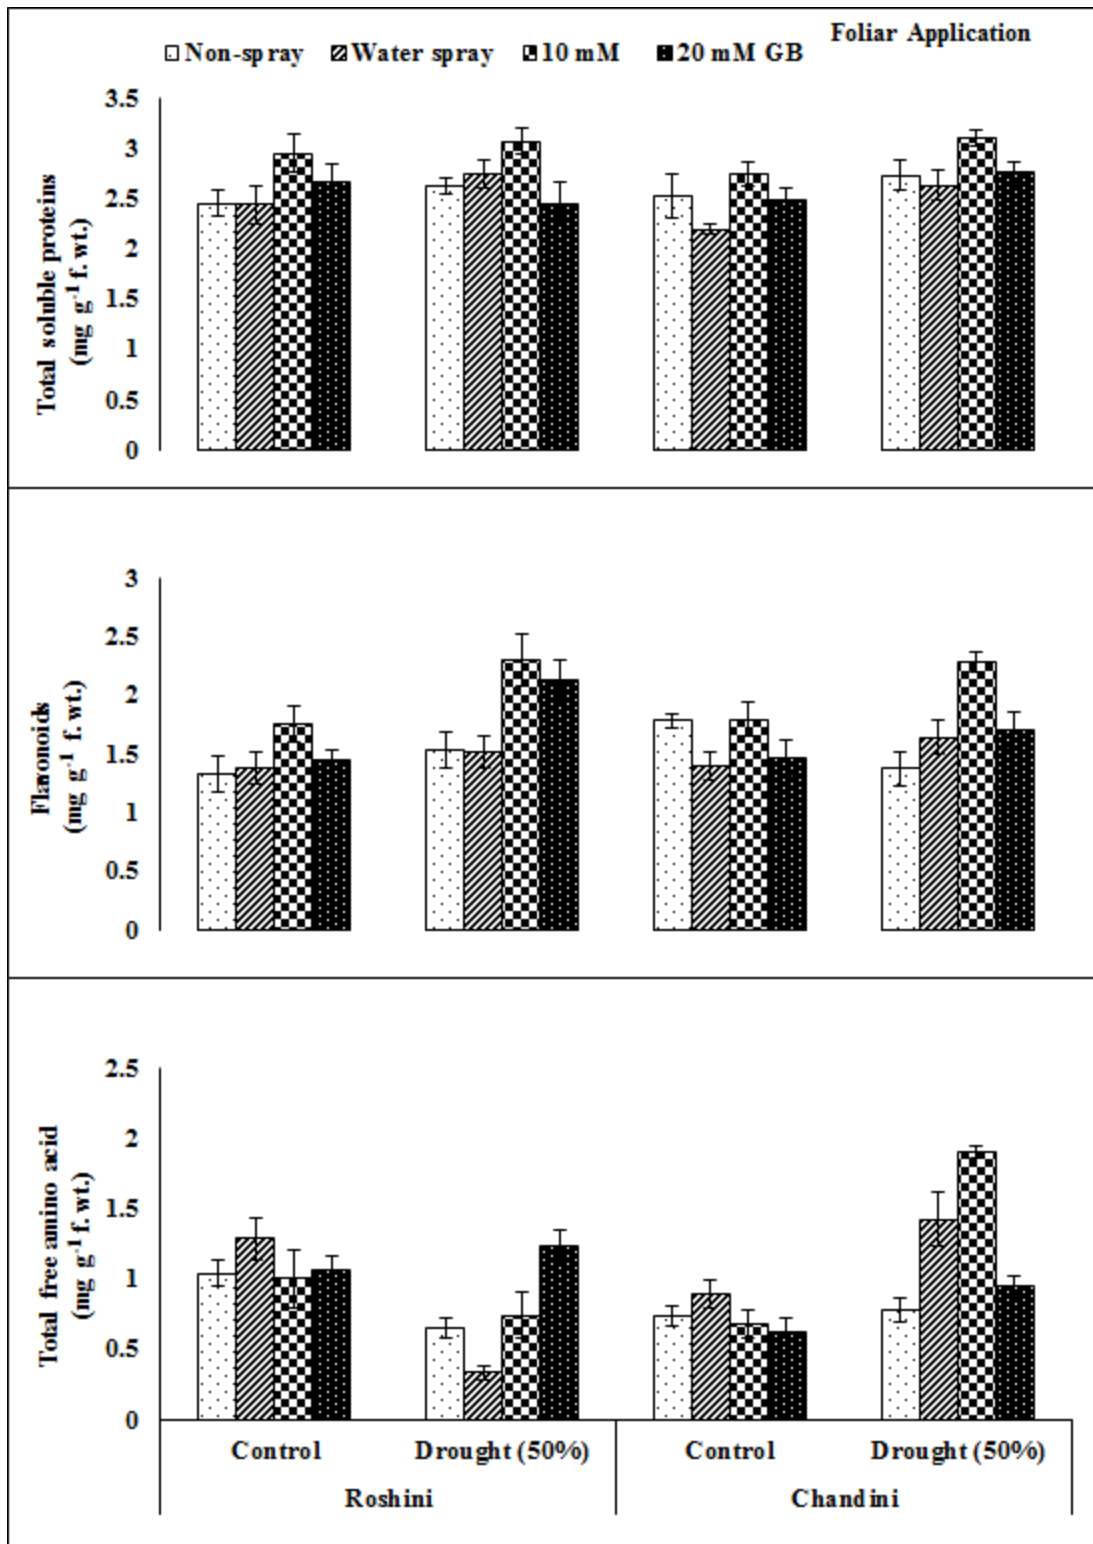 Foliar Application
Non-spray Water spray 10 mM 20 mM GB
Total soluble proteins
(mg g⁻¹ f. wt.)
3.5
3
2.5
2
1.5
1
0.5
0
Flavonoids
(mg g⁻¹ f. wt.)
3
2.5
2
1.5
1
0.5
0
Total free amino acid
(mg g⁻¹ f. wt.)
2.5
2
1.5
1
0.5
0
Control Drought (50%) Control Drought (50%)
Roshini Chandini